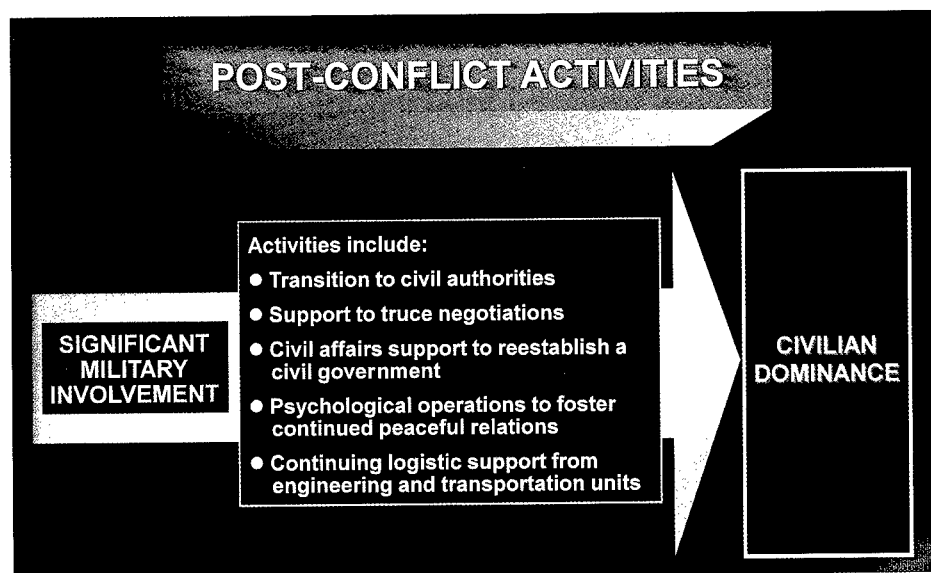 POST-CONFLICT ACTIVITIES
SIGNIFICANT
MILITARY
INVOLVEMENT
Activities include:
● Transition to civil authorities
● Support to truce negotiations
● Civil affairs support to reestablish a
civil government
● Psychological operations to foster
continued peaceful relations
● Continuing logistic support from
engineering and transportation units
CIVILIAN
DOMINANCE